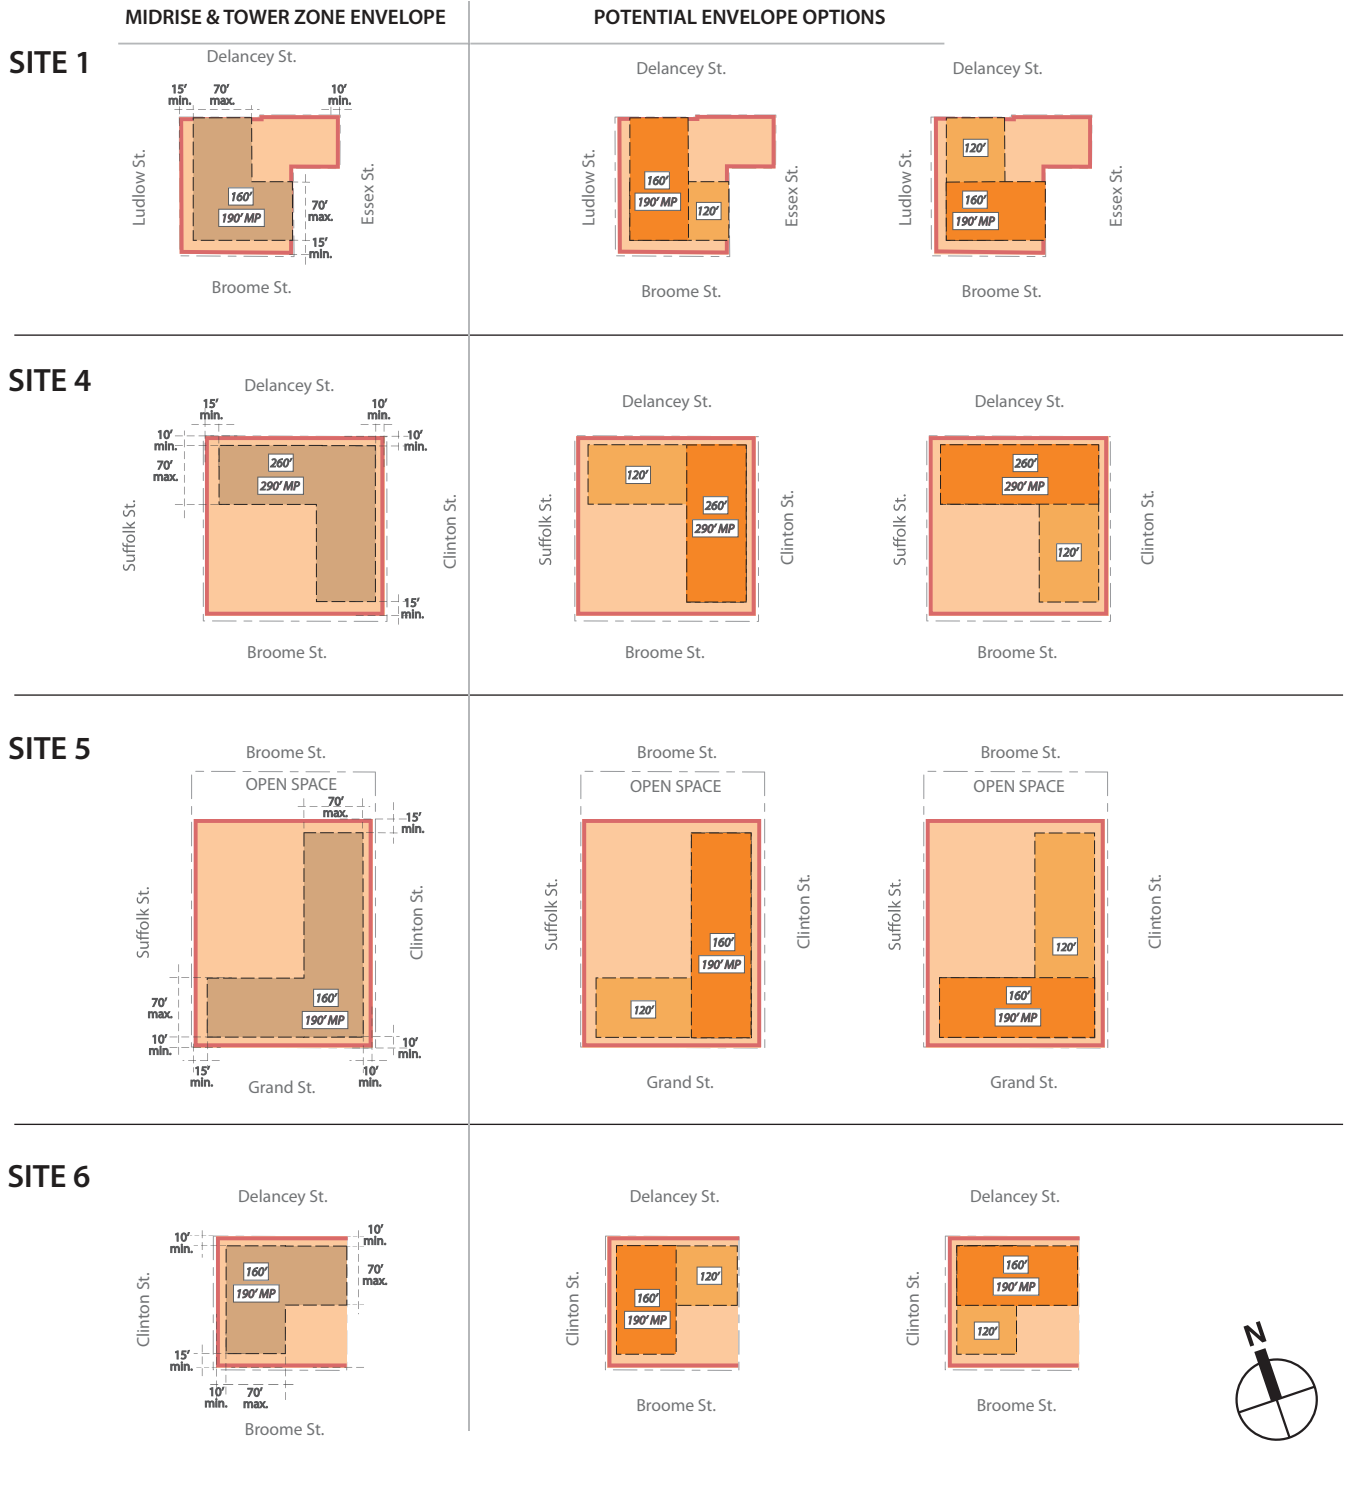 MIDRISE & TOWER ZONE ENVELOPE
POTENTIAL ENVELOPE OPTIONS
SITE 1
Delancey St.
15'
min.
70'
max.
10'
min.
Ludlow St.
160'
190' MP
70'
max.
15'
min.
Essex St.
Broome St.
Delancey St.
Ludlow St.
160'
190' MP
120'
Essex St.
Broome St.
Delancey St.
Ludlow St.
120'
160'
190' MP
Essex St.
Broome St.
SITE 4
Delancey St.
15'
min.
10'
min.
10'
min.
10'
min.
70'
max.
260'
290' MP
Suffolk St.
Clinton St.
15'
min.
Broome St.
Delancey St.
Suffolk St.
120'
260'
290' MP
Clinton St.
Broome St.
Delancey St.
Suffolk St.
260'
290' MP
120'
Clinton St.
Broome St.
SITE 5
Broome St.
OPEN SPACE
70'
max.
15'
min.
Suffolk St.
Clinton St.
160'
190' MP
70'
max.
10'
min.
10'
min.
15'
min.
10'
min.
Grand St.
Broome St.
OPEN SPACE
Suffolk St.
160'
190' MP
120'
Clinton St.
Grand St.
Broome St.
OPEN SPACE
Suffolk St.
120'
160'
190' MP
Clinton St.
Grand St.
SITE 6
Delancey St.
10'
min.
10'
min.
160'
190' MP
70'
max.
Clinton St.
15'
min.
10'
min.
70'
max.
Broome St.
Delancey St.
Clinton St.
120'
160'
190' MP
Broome St.
Delancey St.
Clinton St.
160'
190' MP
120'
Broome St.
N